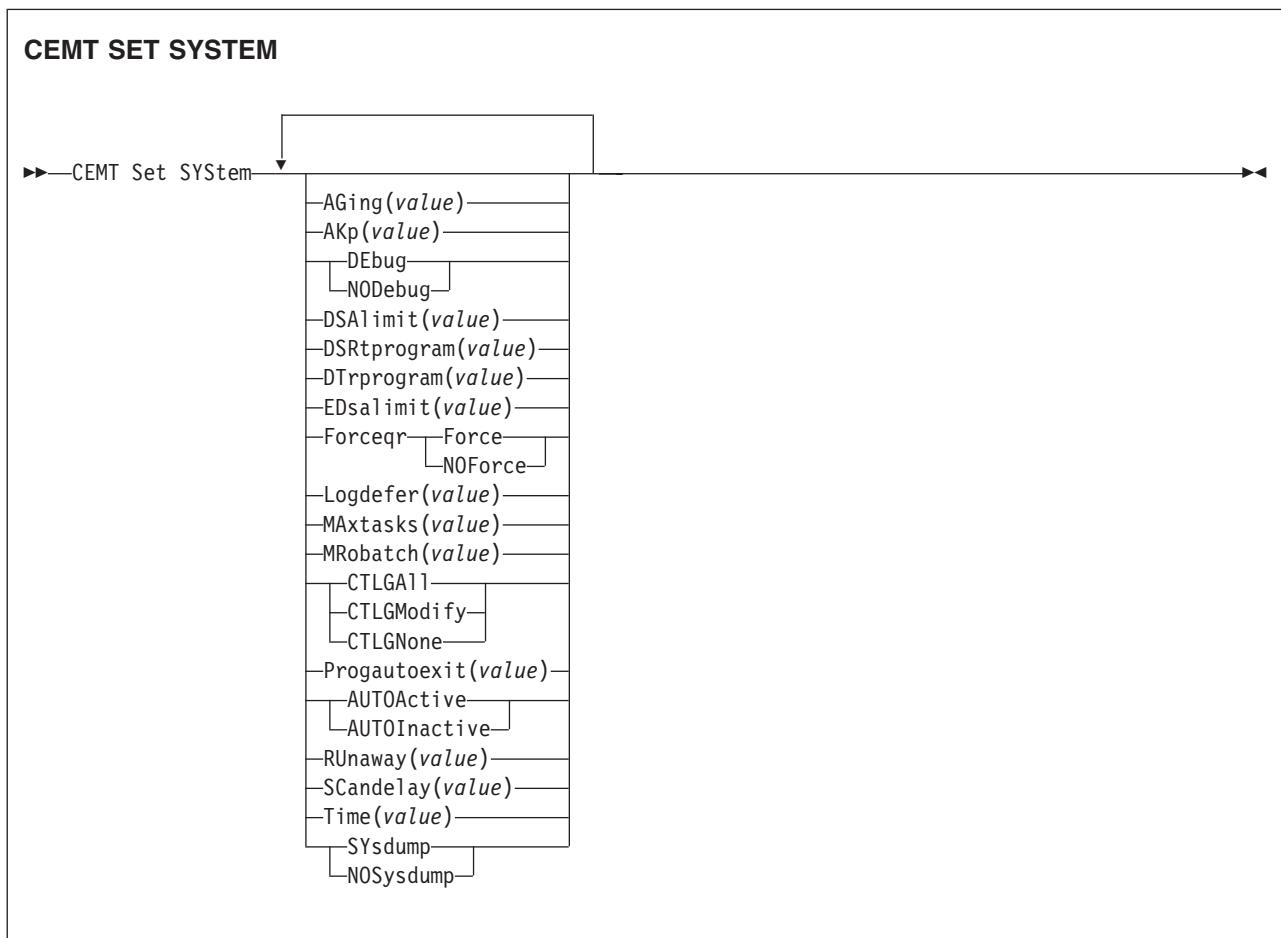 CEMT SET SYSTEM
CEMT Set SYStem
AGing(value)
AKp(value)
DEbug
NODebug
DSAlimit(value)
DSRtprogram(value)
DTrprogram(value)
EDsalimit(value)
Forceqr Force
NOForce
Logdefer(value)
MAxtasks(value)
MRobatch(value)
CTLGAll
CTLGModify
CTLGNone
Progautoexit(value)
AUTOActive
AUTOInactive
RUnaway(value)
SCandelay(value)
Time(value)
SYsdump
NOSysdump